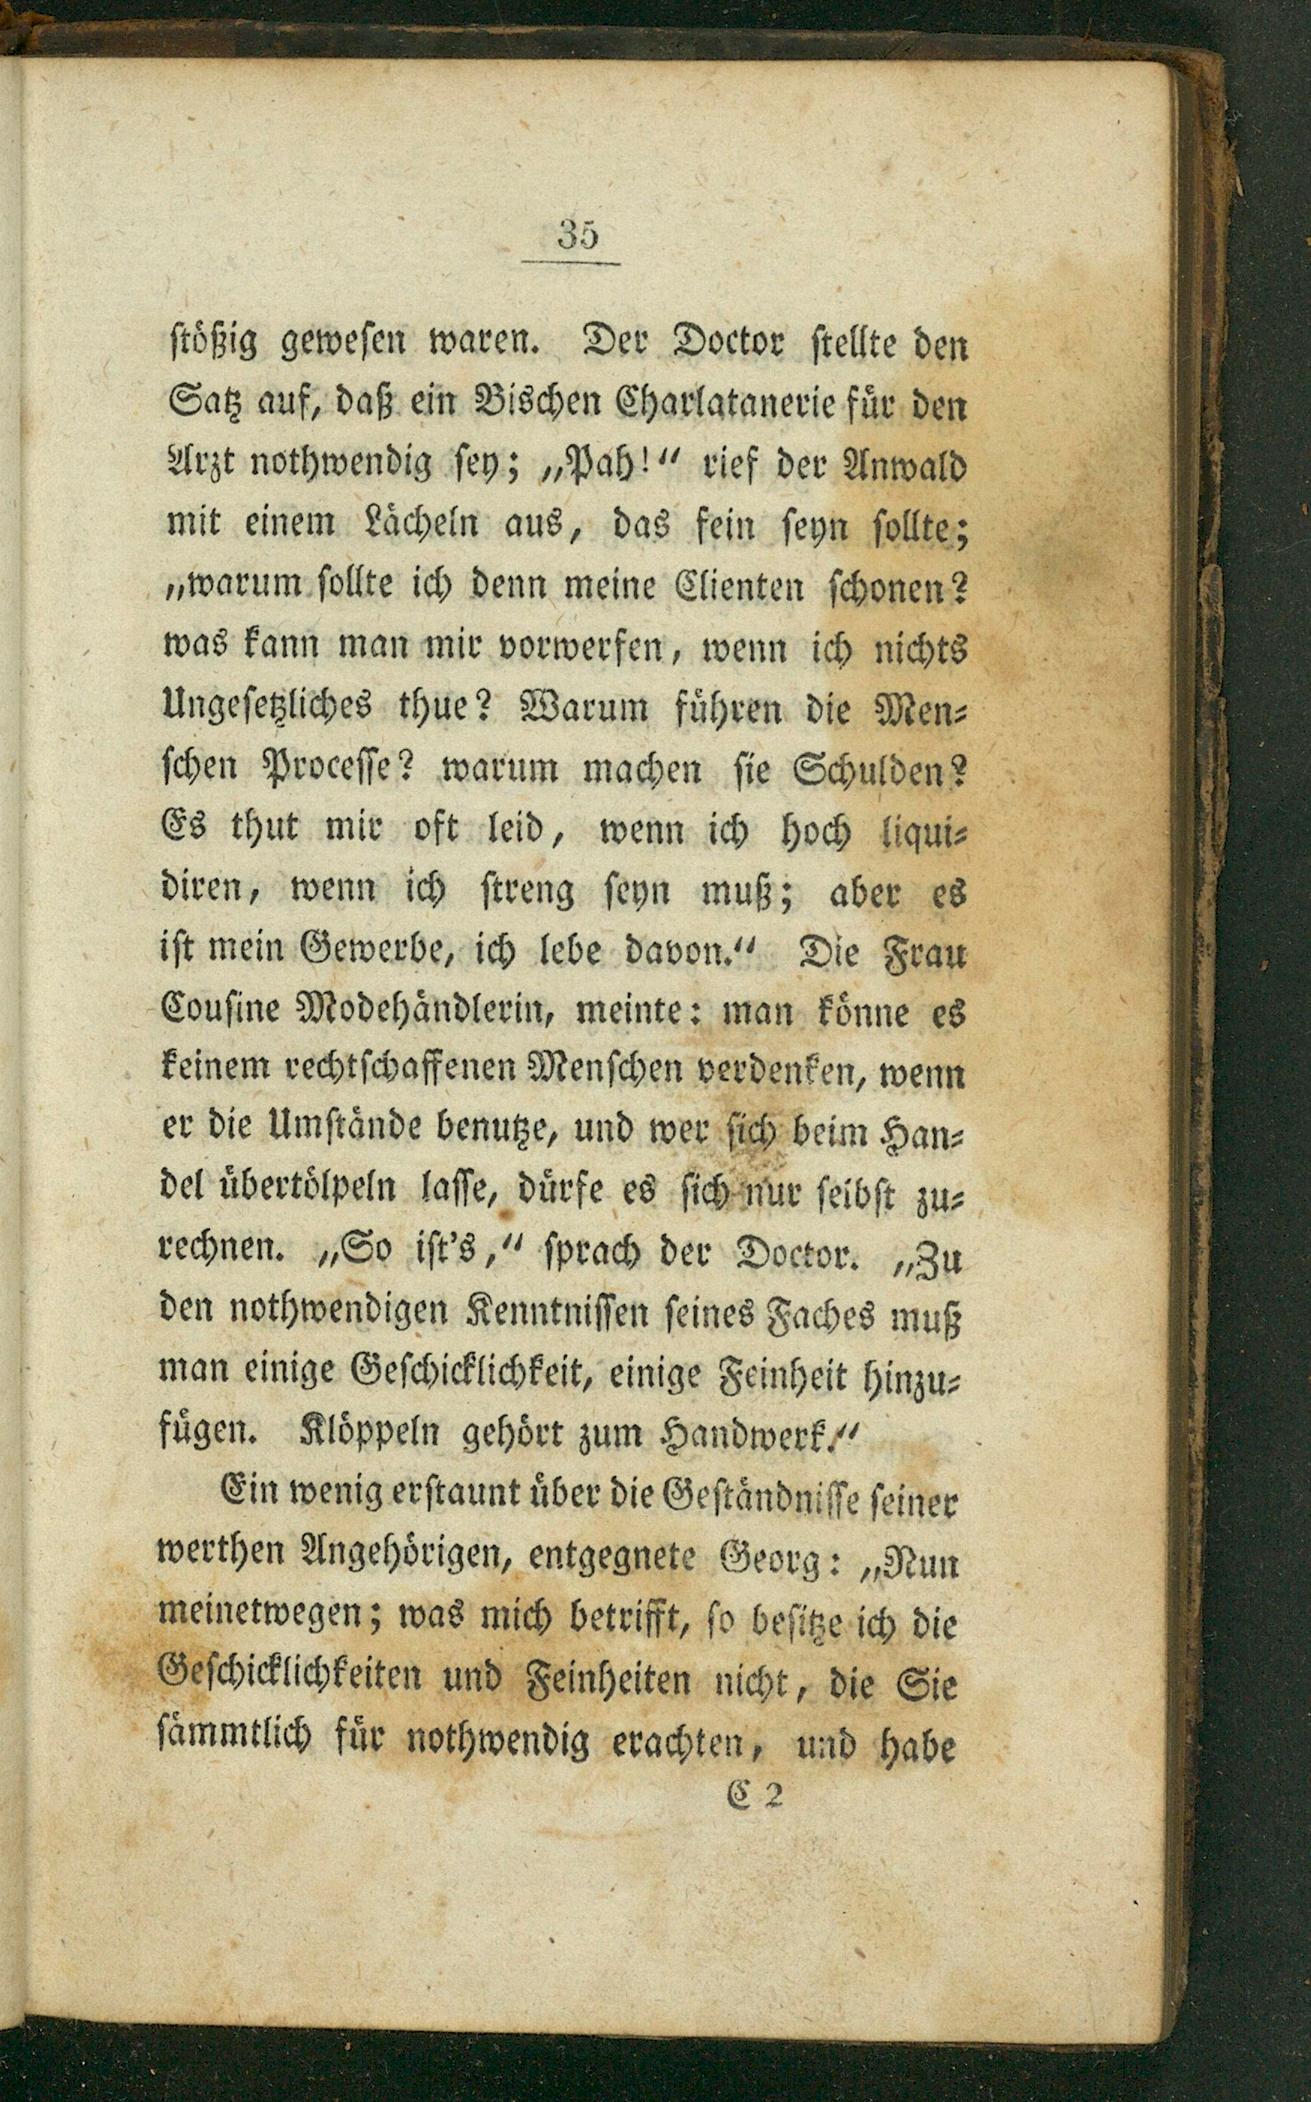 35
stößig gewesen waren. Der Doctor stellte den
Satz auf, daß ein Bischen Charlatanerie für den
Arzt nothwendig sey; „Pah!“ rief der Anwald
mit einem Lächeln aus, das fein seyn sollte;
„warum sollte ich denn meine Clienten schonen?
was kann man mir vorwerfen, wenn ich nichts
Ungesetzliches thue? Warum führen die Men-
schen Processe? warum machen sie Schulden?
Es thut mir oft leid, wenn ich hoch liqui-
diren, wenn ich streng seyn muß; aber es
ist mein Gewerbe, ich lebe davon.“ Die Frau
Cousine Modehändlerin, meinte: man könne es
keinem rechtschaffenen Menschen verdenken, wenn
er die Umstände benutze, und wer sich beim Han-
del übertölpeln lasse, dürfe es sich nur selbst zu-
rechnen. „So ist's,“ sprach der Doctor. „Zu
den nothwendigen Kenntnissen seines Faches muß
man einige Geschicklichkeit, einige Feinheit hinzu-
fügen. Klöppeln gehört zum Handwerk.“
Ein wenig erstaunt über die Geständnisse seiner
werthen Angehörigen, entgegnete Georg: „Nun
meinetwegen; was mich betrifft, so besitze ich die
Geschicklichkeiten und Feinheiten nicht, die Sie
sämmtlich für nothwendig erachten, und habe
C 2